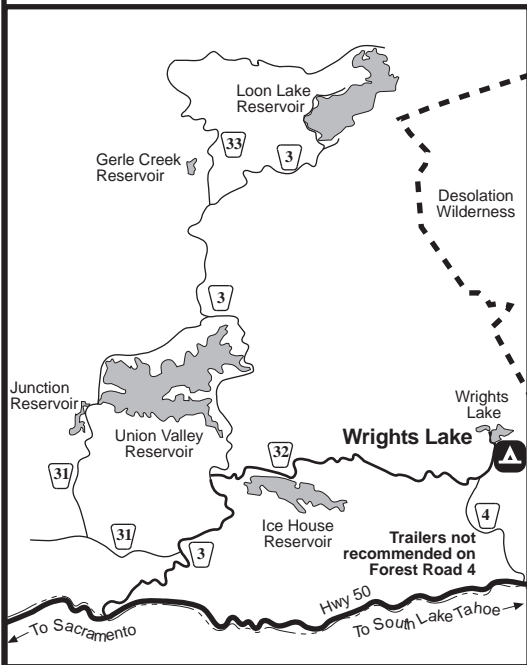 Loon Lake
Reservoir
33
3
Gerle Creek
Reservoir
Desolation
Wilderness
3
Junction
Reservoir
Union Valley
Reservoir
Wrights
Lake
Wrights Lake
32
31
Ice House
Reservoir
4
31
3
Trailers not
recommended on
Forest Road 4
Hwy 50
To Sacramento
To South Lake Tahoe